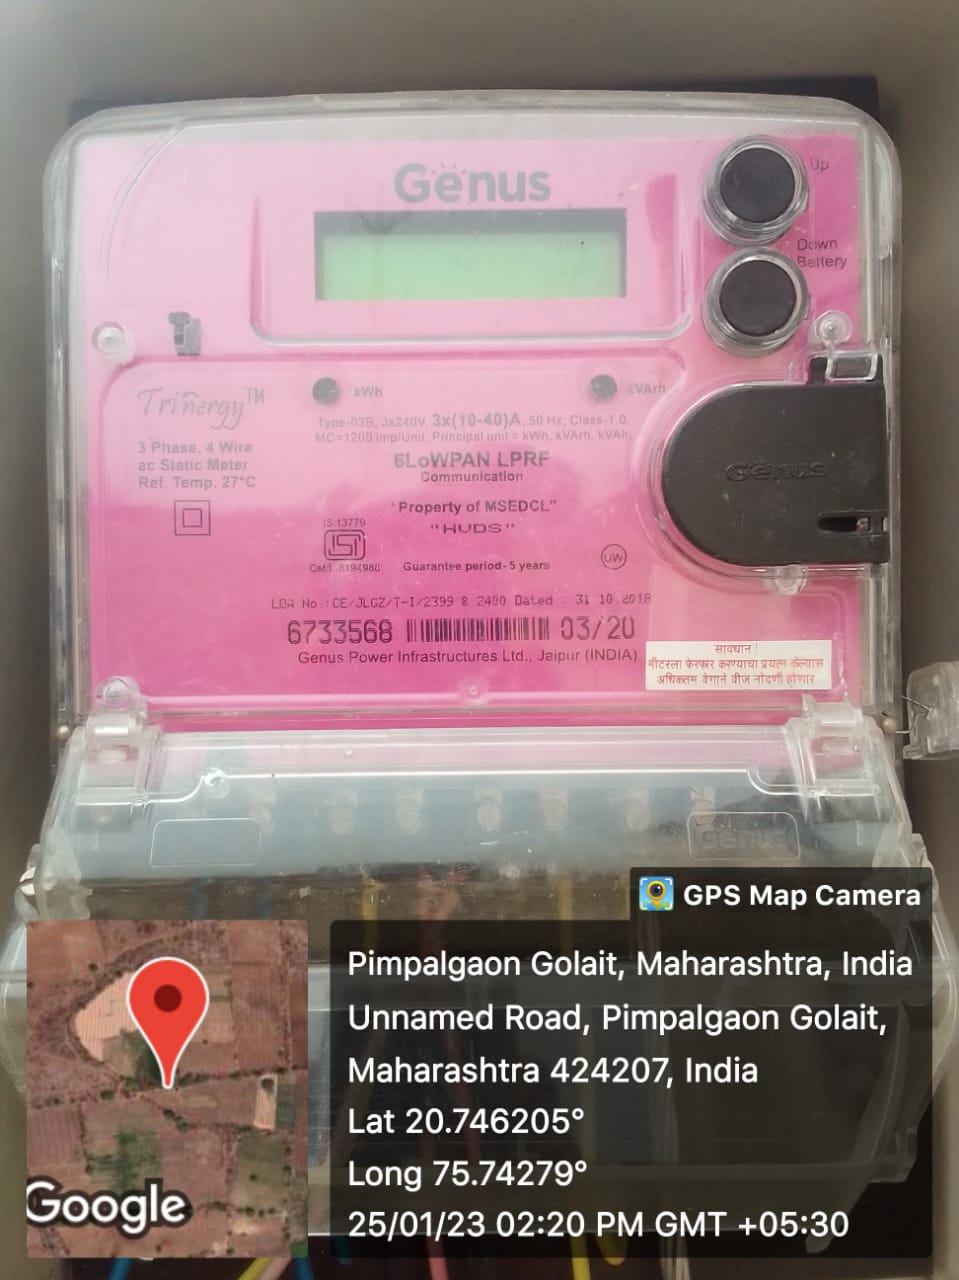 Genus
Up
Down
Battery
kWh
kVArh
Trinergy™
Type-03B, 3x240V, 3x(10-40)A, 50 Hz, Class-1.0,
MC=1200 imp/Unit, Principal unit = kWh, kVArh, kVAh,
3 Phase, 4 Wire
ac Static Meter
Ref. Temp. 27°C
6LoWPAN LPRF
Communication
Genus
"Property of MSEDCL"
"HVDS"
IS 13779
ISI
CM/L-8194980
Guarantee period - 5 years
UW
LOA No.:CE/JLGZ/T-I/2399 & 2400 Dated : 31 10.2018
6733568 03/20
Genus Power Infrastructures Ltd., Jaipur (INDIA)
सावधान !
मीटरला फेरफार करण्याचा प्रयत्न केल्यास
अधिकतम वेगाने वीज नोंदणी होणार
Genus
GPS Map Camera
Pimpalgaon Golait, Maharashtra, India
Unnamed Road, Pimpalgaon Golait,
Maharashtra 424207, India
Lat 20.746205°
Long 75.74279°
25/01/23 02:20 PM GMT +05:30
Google